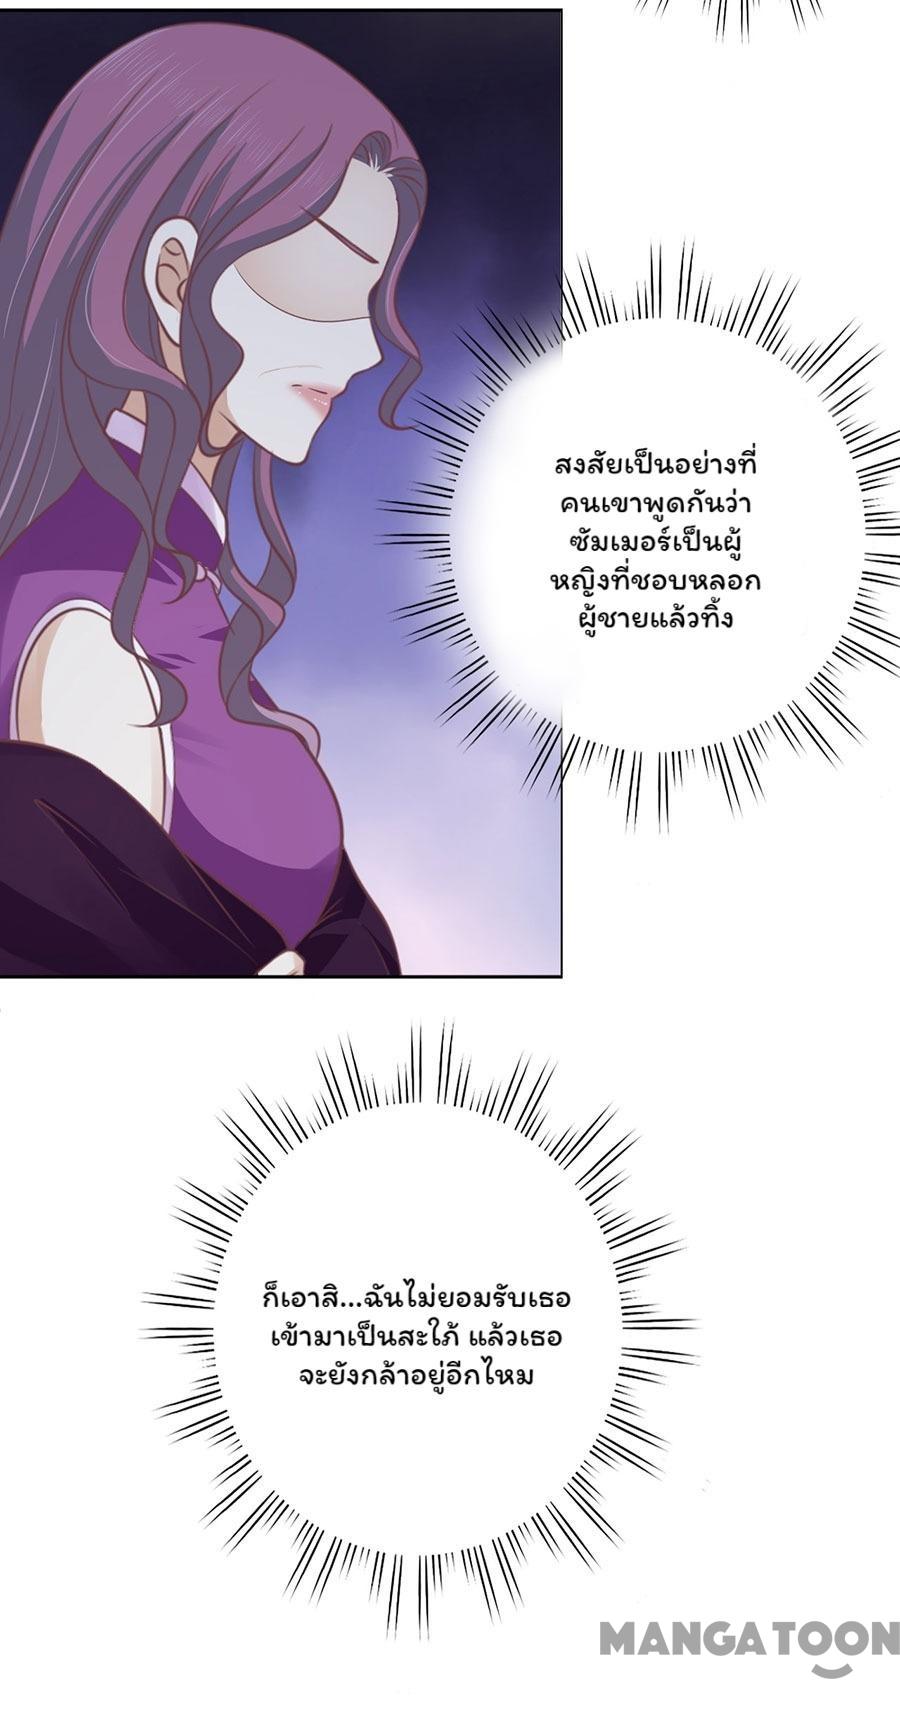 สงสัยเป็นอย่างที่
คนเขาพูดกันว่า
ซัมเมอร์เป็นผู้
หญิงที่ชอบหลอก
ผู้ชายแล้วทิ้ง
ก็เอาสิ...ฉันไม่ยอมรับเธอ
เข้ามาเป็นสะใภ้ แล้วเธอ
จะยังกล้าอยู่อีกไหม
MANGATOON